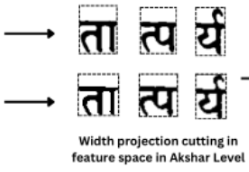 ता त्प र्य
ता त्प र्य
Width projection cutting in
feature space in Akshar Level